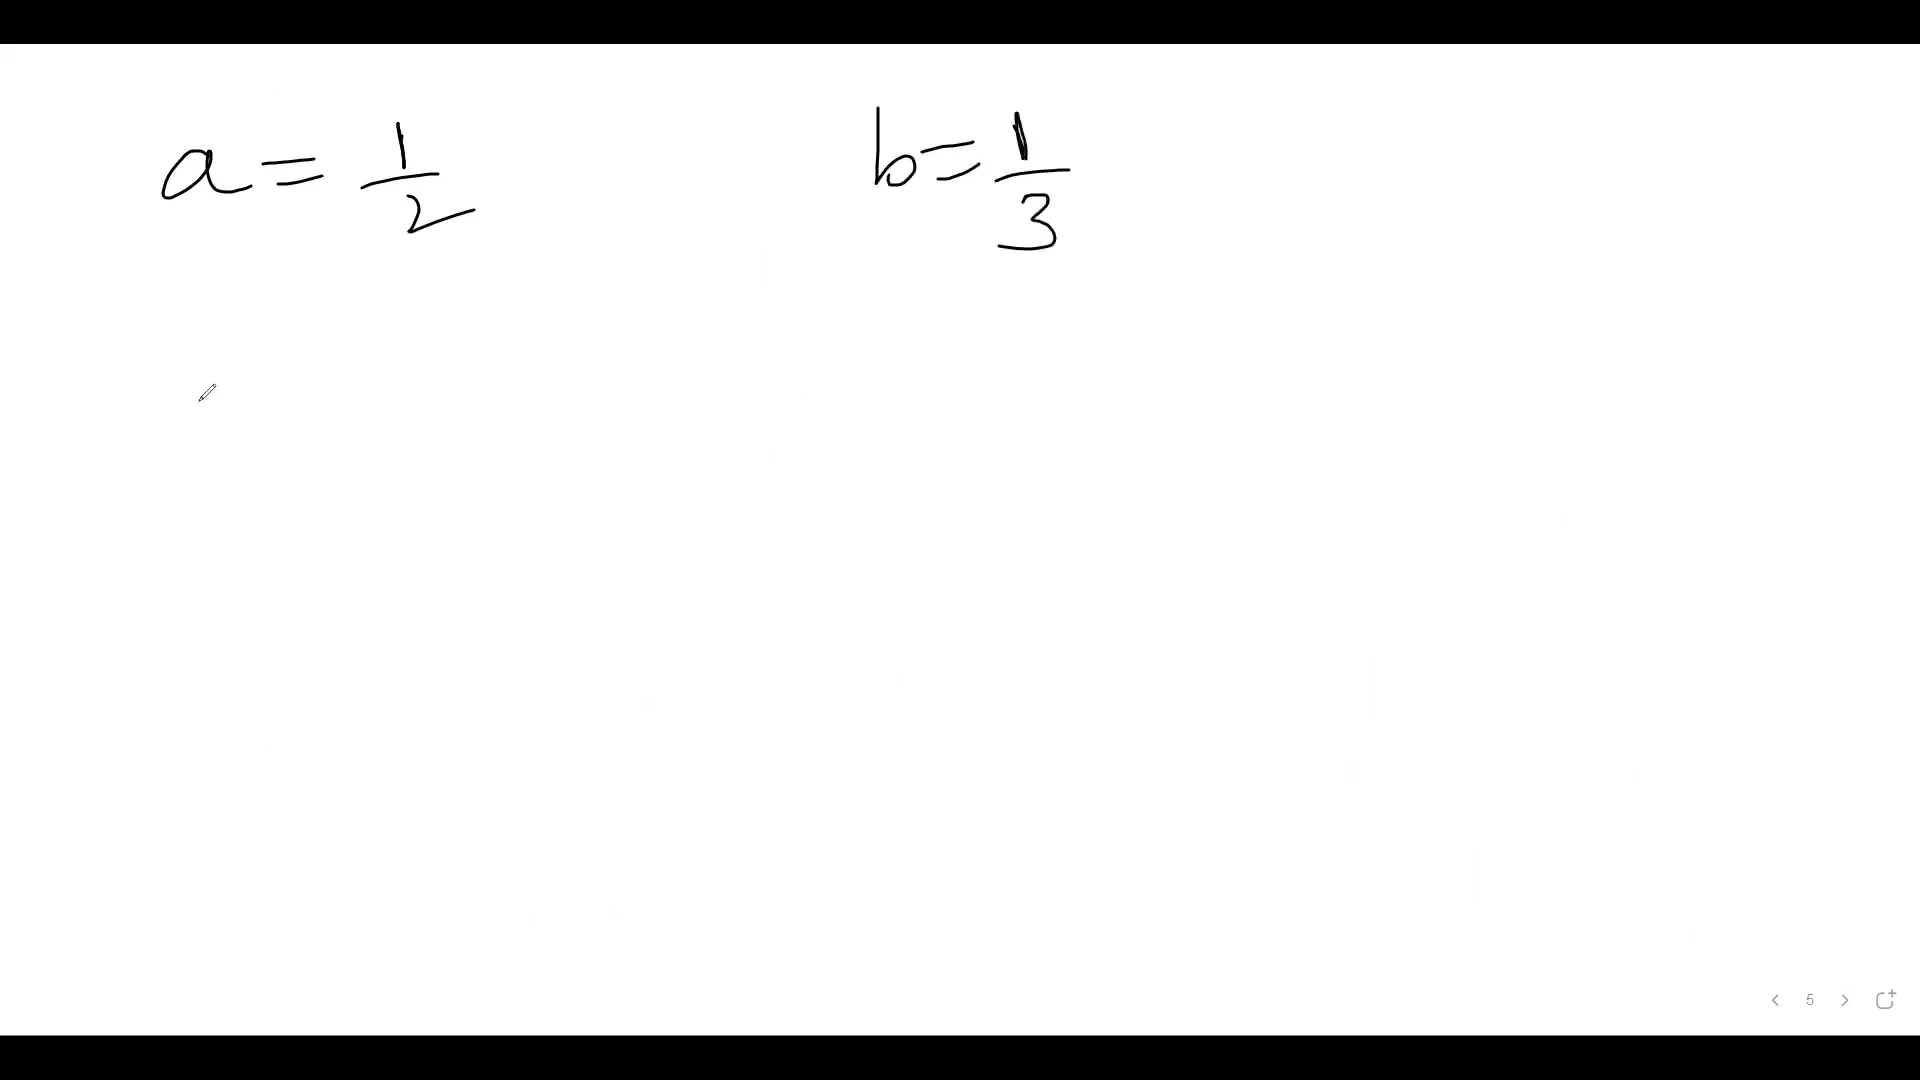 a = 1/2
b = 1/3
5